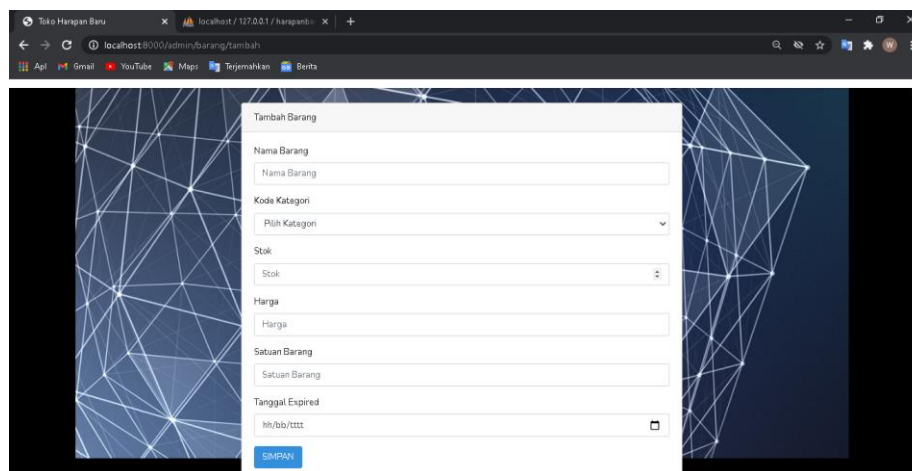 Toko Harapan Baru
localhost / 127.0.0.1 / harapanb
localhost:8000/admin/barang/tambah
Apl Gmail YouTube Maps Terjemahkan Berita
W
Tambah Barang
Nama Barang
Nama Barang
Kode Kategori
Pilih Kategori
Stok
Stok
Harga
Harga
Satuan Barang
Satuan Barang
Tanggal Expired
hh/bb/tttt
SIMPAN